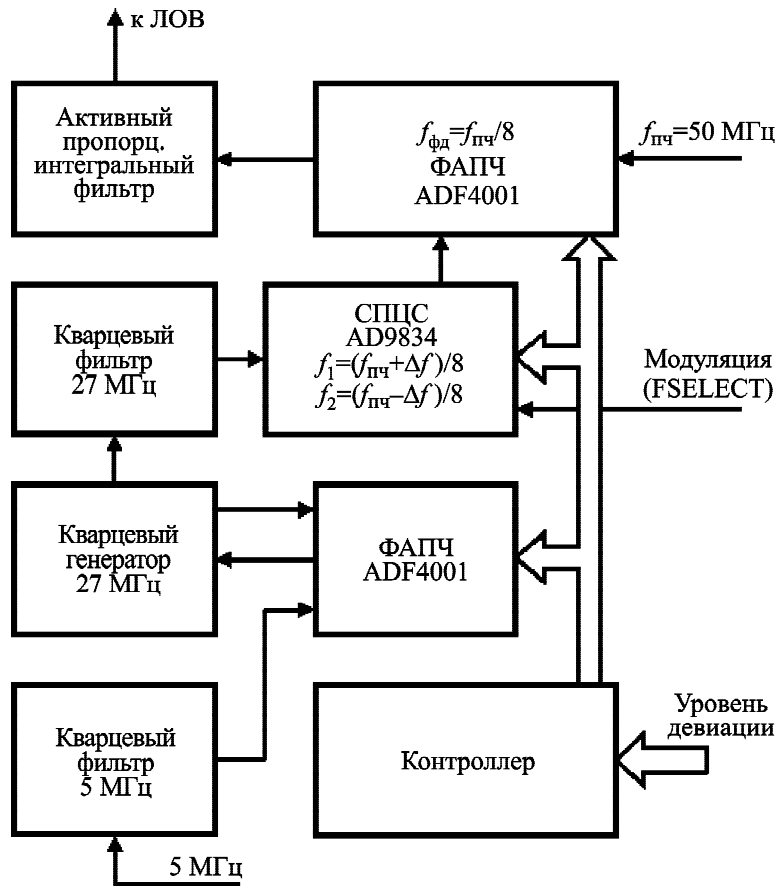 к ЛОВ
Активный
пропорц.
интегральный
фильтр
fфд=fпч/8
ФАПЧ
ADF4001
fпч=50 МГц
Кварцевый
фильтр
27 МГц
СПЦС
AD9834
f1=(fпч+Δf)/8
f2=(fпч–Δf)/8
Модуляция
(FSELECT)
Кварцевый
генератор
27 МГц
ФАПЧ
ADF4001
Кварцевый
фильтр
5 МГц
Контроллер
Уровень
девиации
5 МГц